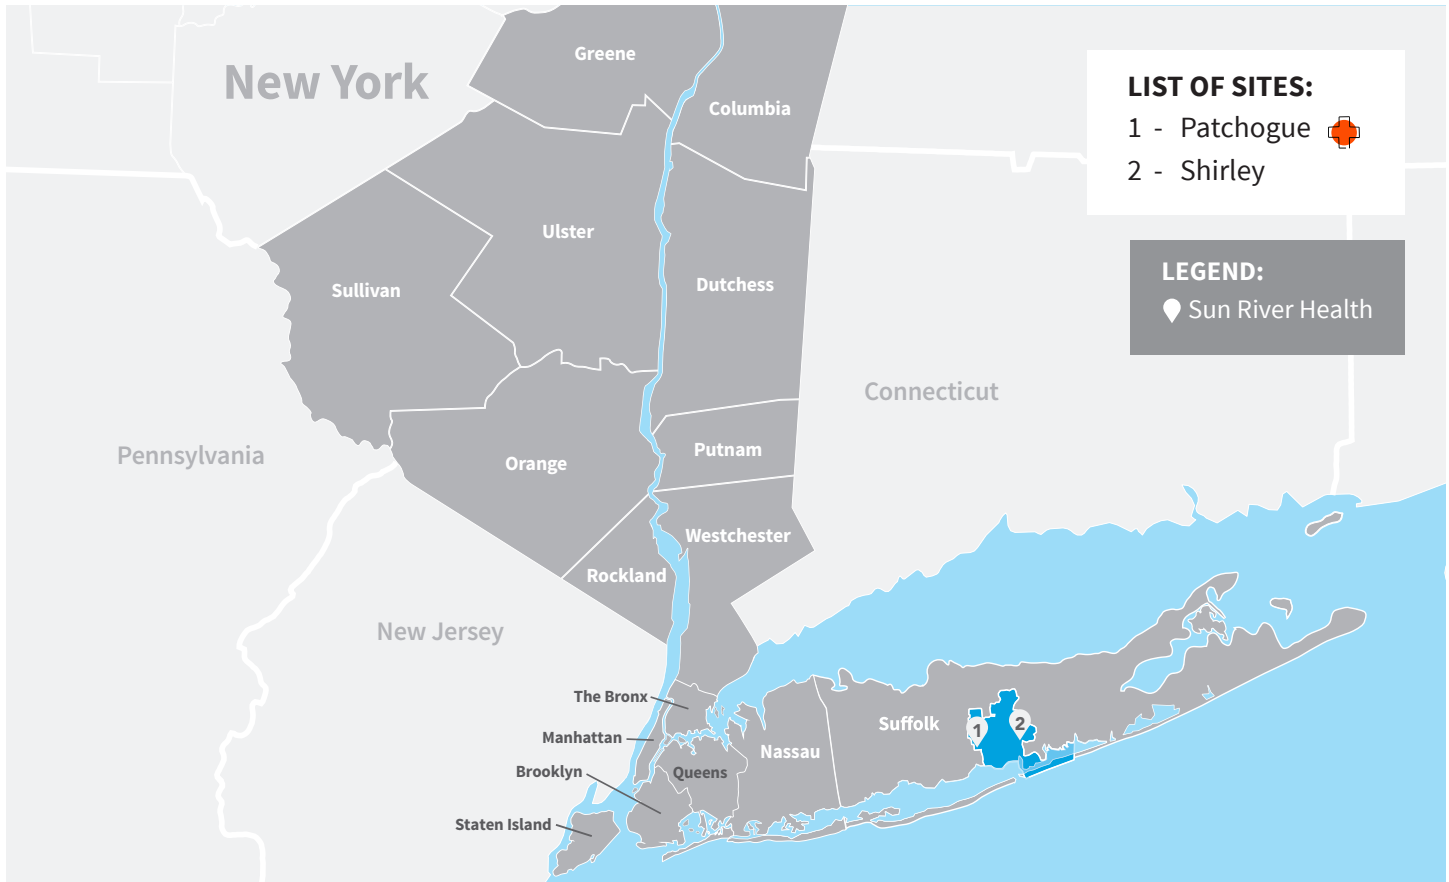 Greene
New York
Columbia
LIST OF SITES:
1 - Patchogue
2 - Shirley
Ulster
LEGEND:
Sun River Health
Sullivan
Dutchess
Connecticut
Pennsylvania
Orange
Putnam
Westchester
Rockland
New Jersey
The Bronx
Manhattan
Brooklyn
Queens
Nassau
Suffolk
1
2
Staten Island